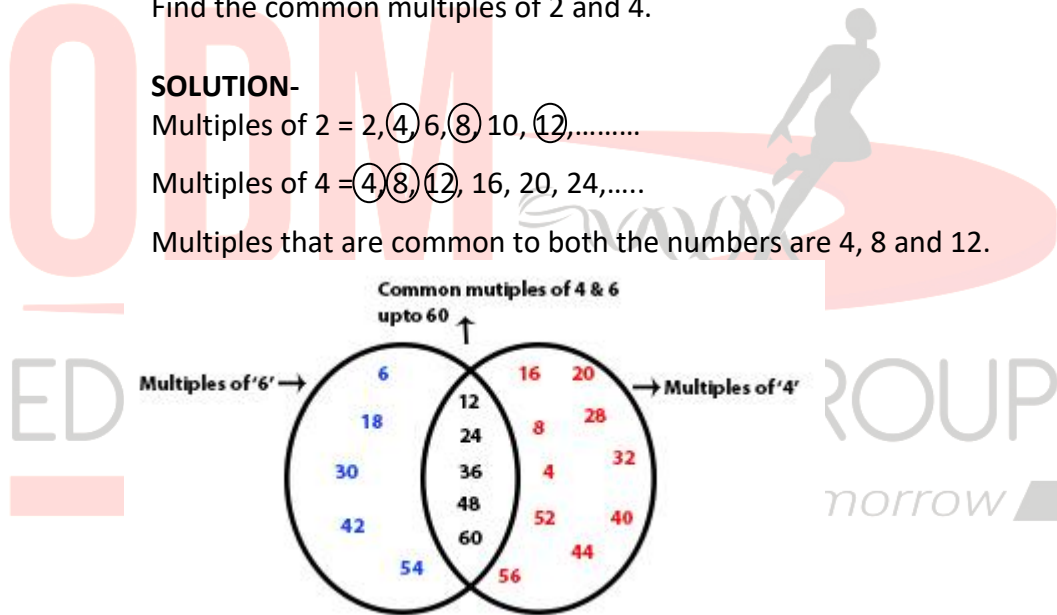 Find the common multiples of 2 and 4.
SOLUTION-
Multiples of 2 = 2, 4, 6, 8, 10, 12,.........
Multiples of 4 = 4, 8, 12, 16, 20, 24,.....
Multiples that are common to both the numbers are 4, 8 and 12.
Common mutiples of 4 & 6
upto 60
Multiples of '6'
Multiples of '4'
6
18
30
42
54
12
24
36
48
60
16 20
8 28
4 32
52 40
44
56
ODM
ED ROUP
morrow